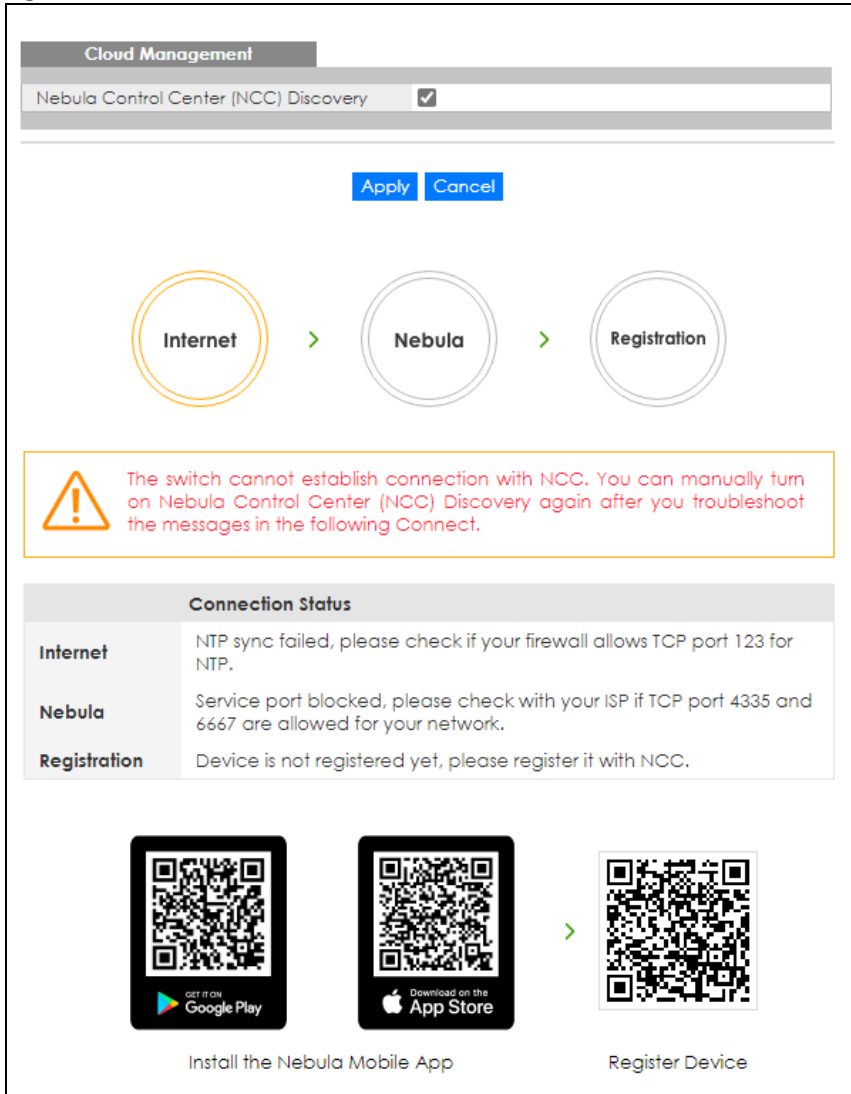 Cloud Management
Nebula Control Center (NCC) Discovery
Apply Cancel
Internet > Nebula > Registration
The switch cannot establish connection with NCC. You can manually turn
on Nebula Control Center (NCC) Discovery again after you troubleshoot
the messages in the following Connect.
Connection Status
Internet NTP sync failed, please check if your firewall allows TCP port 123 for
NTP.
Nebula Service port blocked, please check with your ISP if TCP port 4335 and
6667 are allowed for your network.
Registration Device is not registered yet, please register it with NCC.
GET IT ON
Google Play
Download on the
App Store
Install the Nebula Mobile App
Register Device